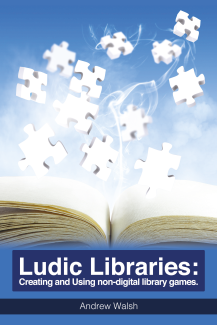 Ludic Libraries:
Creating and Using non-digital library games.
Andrew Walsh